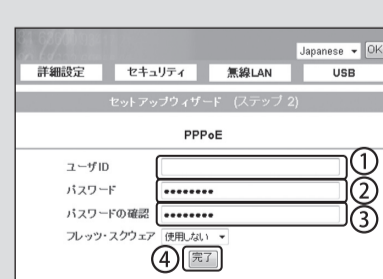 Japanese OK
詳細設定 セキュリティ 無線LAN USB
セットアップウィザード (ステップ 2)
PPPoE
ユーザID ①
パスワード •••••••• ②
パスワードの確認 •••••••• ③
フレッツ・スクウェア 使用しない
④ 完了